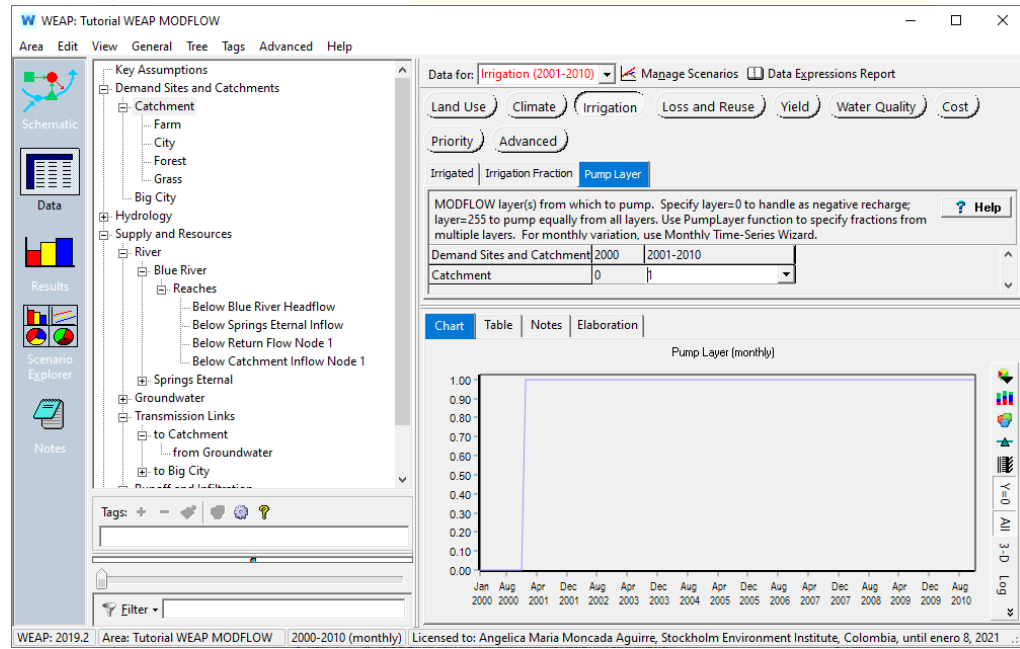 WEAP: Tutorial WEAP MODFLOW
Area Edit View General Tree Tags Advanced Help
Schematic
Data
Results
Scenario
Explorer
Notes
Key Assumptions
Demand Sites and Catchments
Catchment
Farm
City
Forest
Grass
Big City
Hydrology
Supply and Resources
River
Blue River
Reaches
Below Blue River Headflow
Below Springs Eternal Inflow
Below Return Flow Node 1
Below Catchment Inflow Node 1
Springs Eternal
Groundwater
Transmission Links
to Catchment
from Groundwater
to Big City
Runoff and Infiltration
Tags:
Filter
Data for: Irrigation (2001-2010) Manage Scenarios Data Expressions Report
Land Use Climate Irrigation Loss and Reuse Yield Water Quality Cost
Priority Advanced
Irrigated Irrigation Fraction Pump Layer
MODFLOW layer(s) from which to pump. Specify layer=0 to handle as negative recharge;
layer=255 to pump equally from all layers. Use PumpLayer function to specify fractions from
multiple layers. For monthly variation, use Monthly Time-Series Wizard.
? Help
Demand Sites and Catchment 2000 2001-2010
Catchment 0 1
Chart Table Notes Elaboration
Pump Layer (monthly)
1.00
0.90
0.80
0.70
0.60
0.50
0.40
0.30
0.20
0.10
0.00
Jan Aug Apr Dec Aug Apr Dec Aug Apr Dec Aug Apr Dec Aug Apr Dec Aug
2000 2000 2001 2001 2002 2003 2003 2004 2005 2005 2006 2007 2007 2008 2009 2009 2010
Y=0
All
3-D
Log
WEAP: 2019.2 Area: Tutorial WEAP MODFLOW 2000-2010 (monthly) Licensed to: Angelica Maria Moncada Aguirre, Stockholm Environment Institute, Colombia, until enero 8, 2021